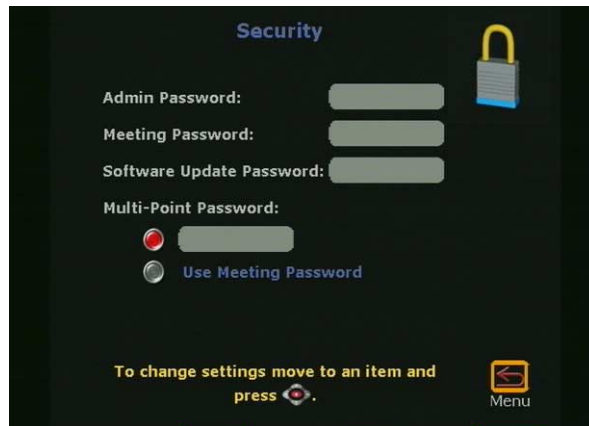 Security
Admin Password:
Meeting Password:
Software Update Password:
Multi-Point Password:
Use Meeting Password
To change settings move to an item and
press .
Menu